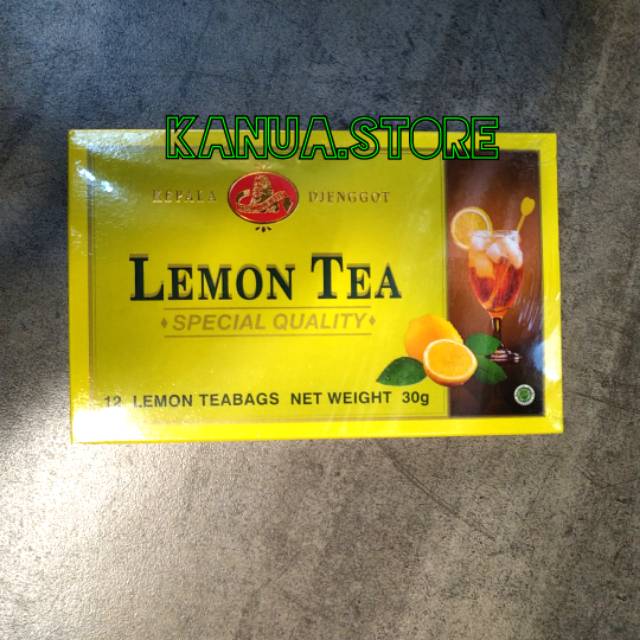 KANUA.STORE
KEPALA DJENGGOT
LEMON TEA
SPECIAL QUALITY
12 LEMON TEABAGS NET WEIGHT 30g